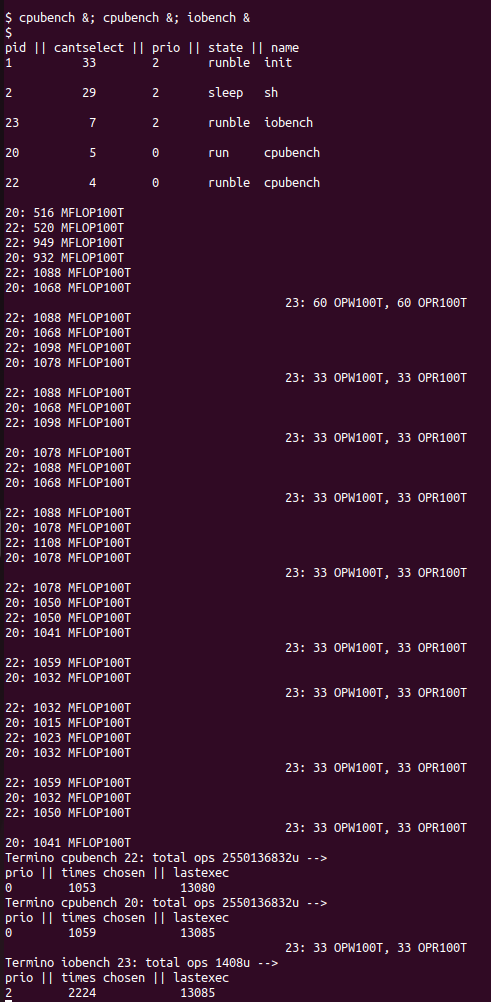 $ cpubench &; cpubench &; iobench &
$
pid || cantselect || prio || state || name
1 33 2 runble init
2 29 2 sleep sh
23 7 2 runble iobench
20 5 0 run cpubench
22 4 0 runble cpubench
20: 516 MFLOP100T
22: 520 MFLOP100T
22: 949 MFLOP100T
20: 932 MFLOP100T
22: 1088 MFLOP100T
20: 1068 MFLOP100T
23: 60 OPW100T, 60 OPR100T
22: 1088 MFLOP100T
20: 1068 MFLOP100T
22: 1098 MFLOP100T
20: 1078 MFLOP100T
23: 33 OPW100T, 33 OPR100T
22: 1088 MFLOP100T
20: 1068 MFLOP100T
22: 1098 MFLOP100T
23: 33 OPW100T, 33 OPR100T
20: 1078 MFLOP100T
22: 1088 MFLOP100T
20: 1068 MFLOP100T
23: 33 OPW100T, 33 OPR100T
22: 1088 MFLOP100T
20: 1078 MFLOP100T
22: 1108 MFLOP100T
20: 1078 MFLOP100T
23: 33 OPW100T, 33 OPR100T
22: 1078 MFLOP100T
20: 1050 MFLOP100T
22: 1050 MFLOP100T
20: 1041 MFLOP100T
23: 33 OPW100T, 33 OPR100T
22: 1059 MFLOP100T
20: 1032 MFLOP100T
23: 33 OPW100T, 33 OPR100T
22: 1032 MFLOP100T
20: 1015 MFLOP100T
22: 1023 MFLOP100T
20: 1032 MFLOP100T
23: 33 OPW100T, 33 OPR100T
22: 1059 MFLOP100T
20: 1032 MFLOP100T
22: 1050 MFLOP100T
23: 33 OPW100T, 33 OPR100T
20: 1041 MFLOP100T
Termino cpubench 22: total ops 2550136832u -->
prio || times chosen || lastexec
0 1053 13080
Termino cpubench 20: total ops 2550136832u -->
prio || times chosen || lastexec
0 1059 13085
23: 33 OPW100T, 33 OPR100T
Termino iobench 23: total ops 1408u -->
prio || times chosen || lastexec
2 2224 13085